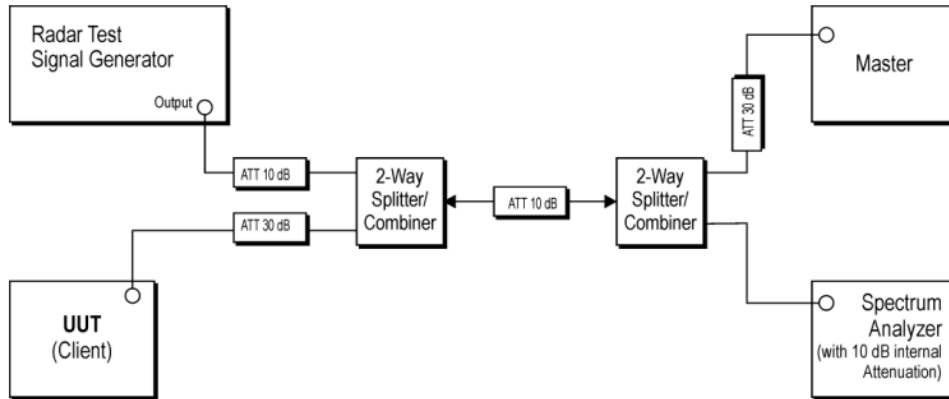 Radar Test
Signal Generator
Output
ATT 10 dB
ATT 30 dB
UUT
(Client)
2-Way
Splitter/
Combiner
ATT 10 dB
2-Way
Splitter/
Combiner
ATT 30 dB
Master
Spectrum
Analyzer
(with 10 dB internal
Attenuation)